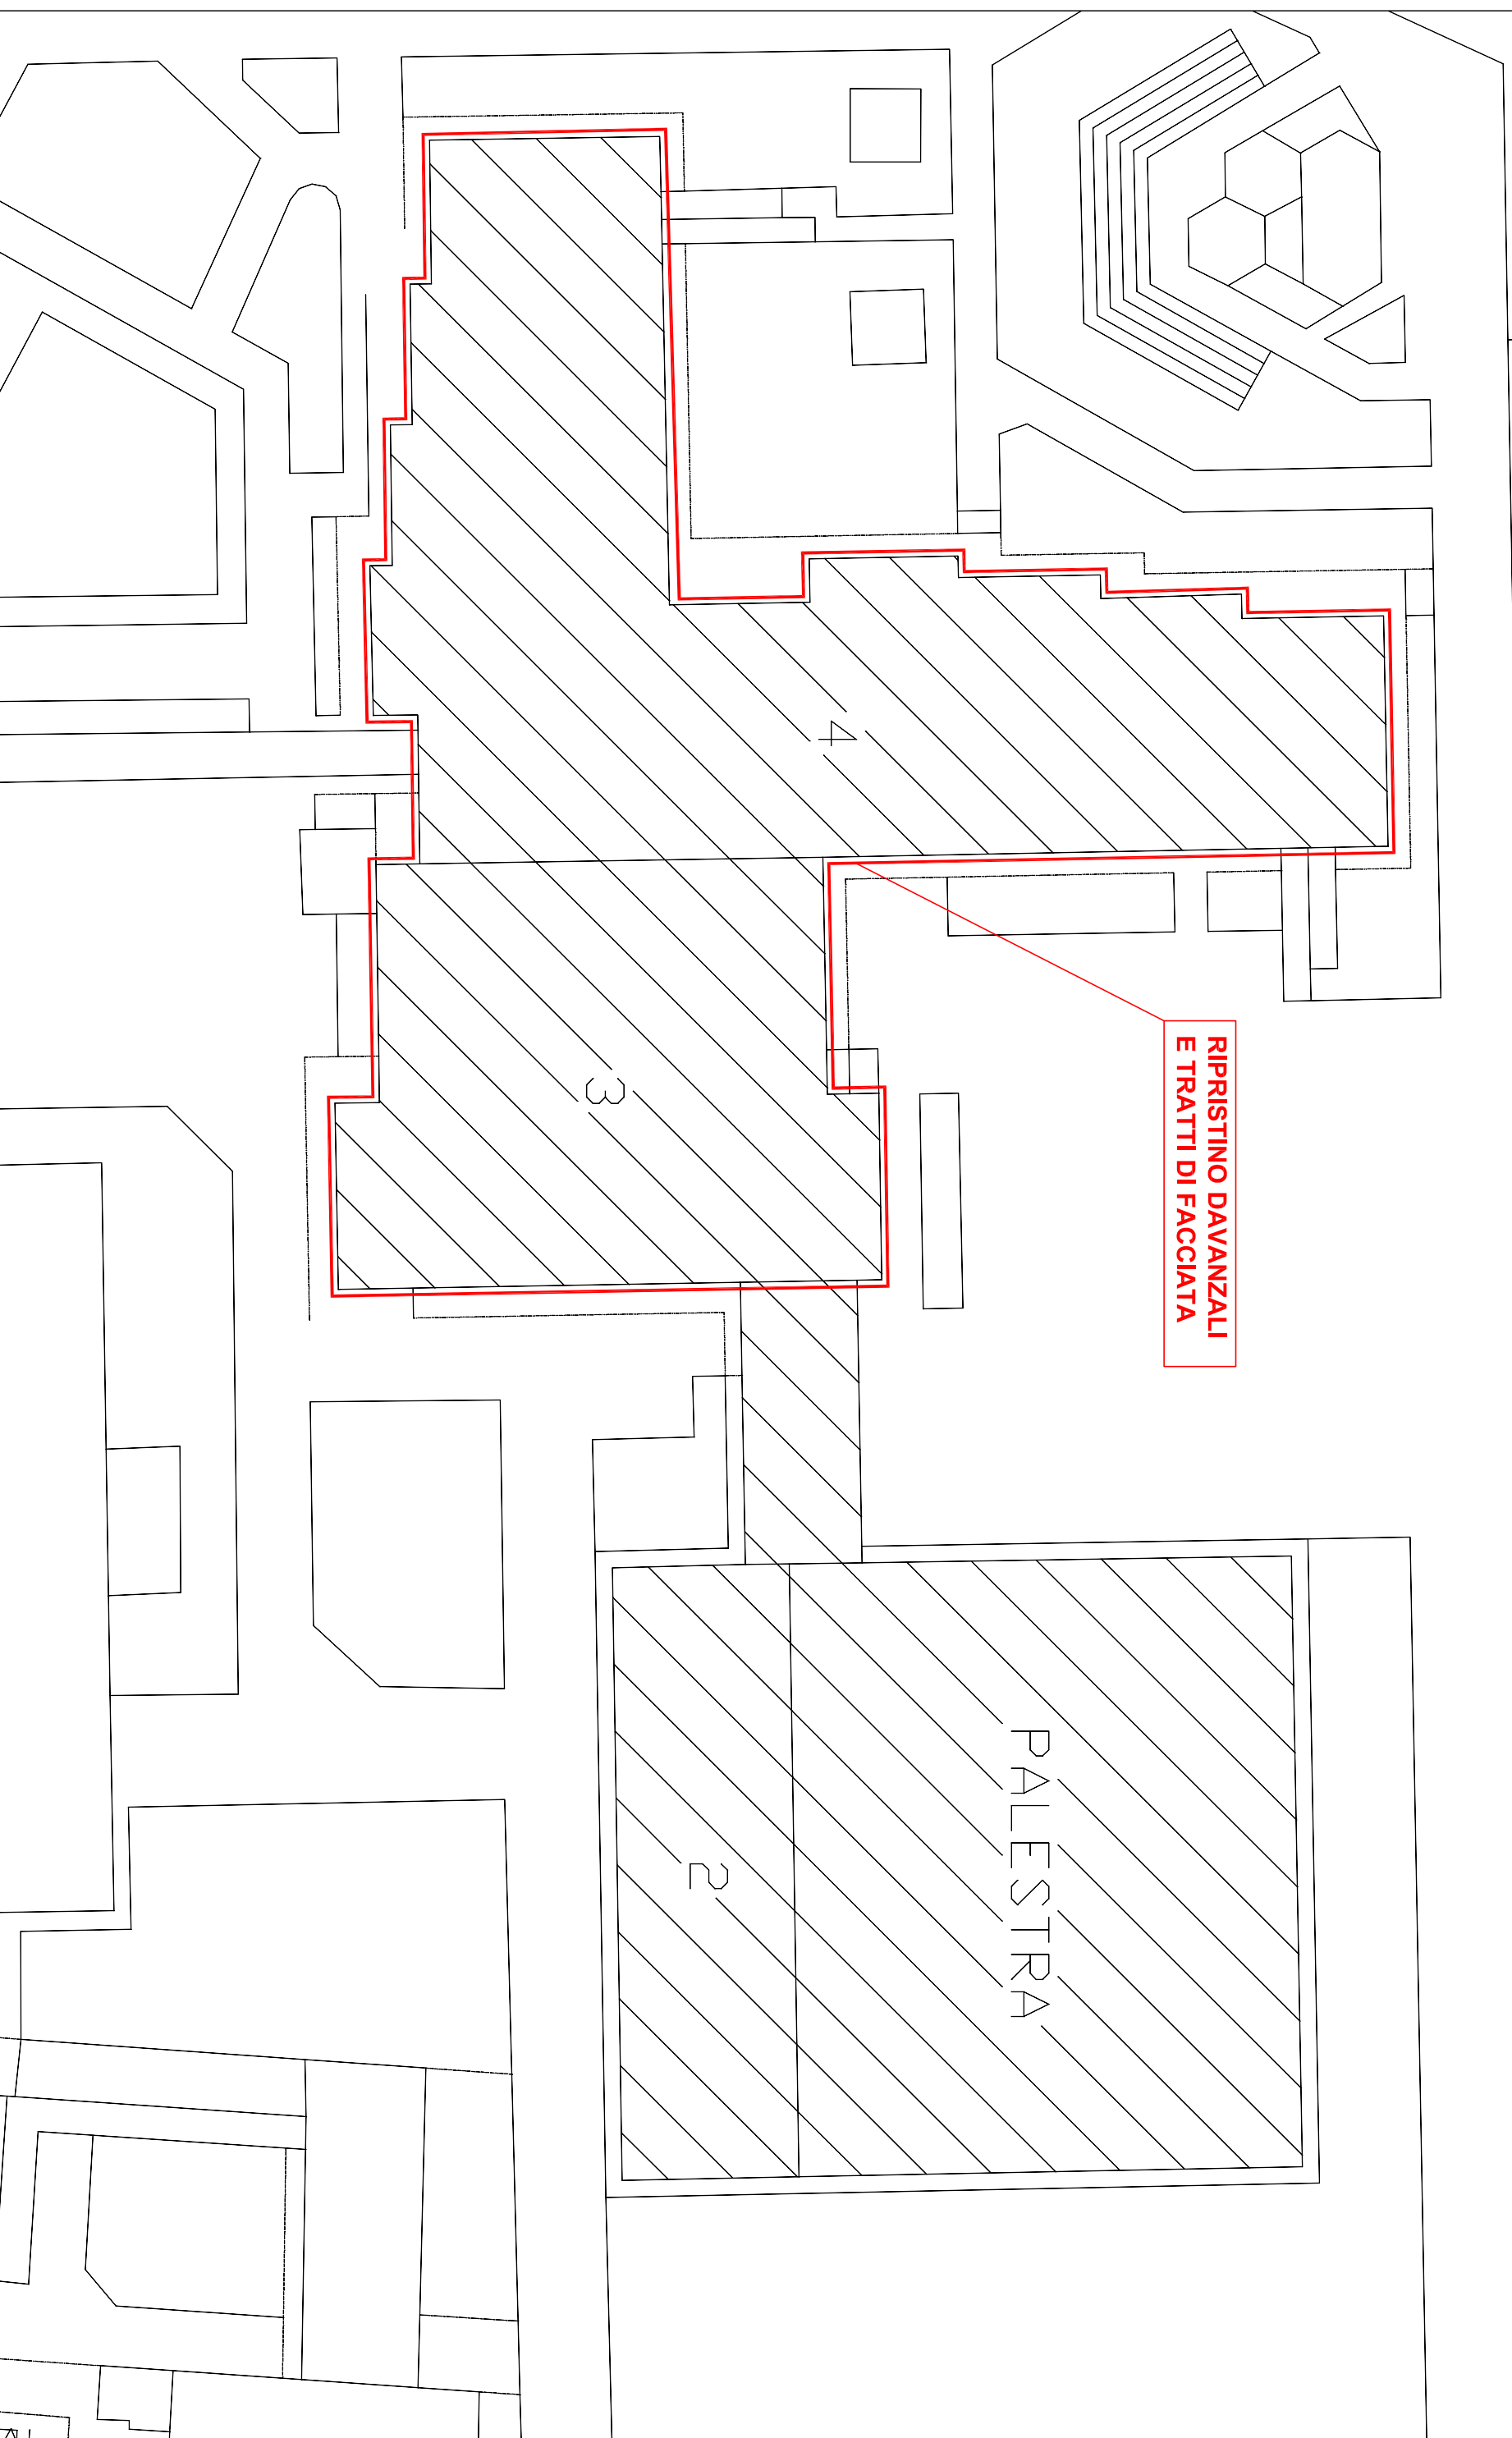 4
RIPRISTINO DAVANZALI
E TRATTI DI FACCIATA
3
PALESTRA
2